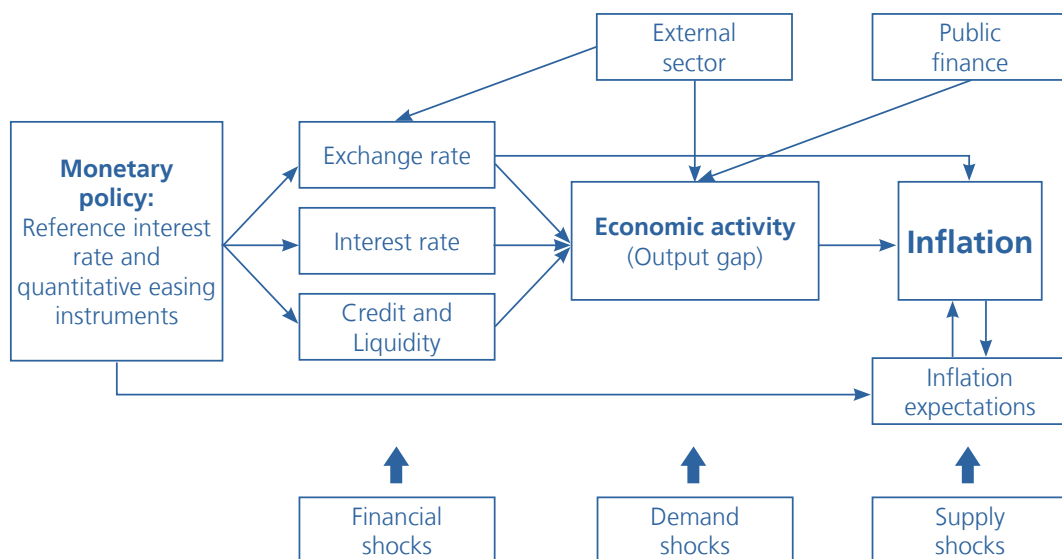 External
sector
Public
finance
Monetary
policy:
Reference interest
rate and
quantitative easing
instruments
Exchange rate
Interest rate
Credit and
Liquidity
Economic activity
(Output gap)
Inflation
Inflation
expectations
Financial
shocks
Demand
shocks
Supply
shocks